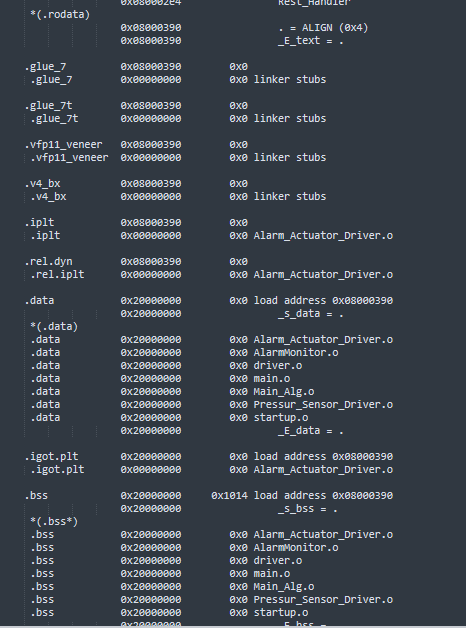 0x080002e4 Rest_Handler
*(.rodata)
0x08000390 . = ALIGN (0x4)
0x08000390 _E_text = .
.glue_7 0x08000390 0x0
.glue_7 0x00000000 0x0 linker stubs
.glue_7t 0x08000390 0x0
.glue_7t 0x00000000 0x0 linker stubs
.vfp11_veneer 0x08000390 0x0
.vfp11_veneer 0x00000000 0x0 linker stubs
.v4_bx 0x08000390 0x0
.v4_bx 0x00000000 0x0 linker stubs
.iplt 0x08000390 0x0
.iplt 0x00000000 0x0 Alarm_Actuator_Driver.o
.rel.dyn 0x08000390 0x0
.rel.iplt 0x00000000 0x0 Alarm_Actuator_Driver.o
.data 0x20000000 0x0 load address 0x08000390
0x20000000 _s_data = .
*(.data)
.data 0x20000000 0x0 Alarm_Actuator_Driver.o
.data 0x20000000 0x0 AlarmMonitor.o
.data 0x20000000 0x0 driver.o
.data 0x20000000 0x0 main.o
.data 0x20000000 0x0 Main_Alg.o
.data 0x20000000 0x0 Pressur_Sensor_Driver.o
.data 0x20000000 0x0 startup.o
0x20000000 _E_data = .
.igot.plt 0x20000000 0x0 load address 0x08000390
.igot.plt 0x00000000 0x0 Alarm_Actuator_Driver.o
.bss 0x20000000 0x1014 load address 0x08000390
0x20000000 _s_bss = .
*(.bss*)
.bss 0x20000000 0x0 Alarm_Actuator_Driver.o
.bss 0x20000000 0x0 AlarmMonitor.o
.bss 0x20000000 0x0 driver.o
.bss 0x20000000 0x0 main.o
.bss 0x20000000 0x0 Main_Alg.o
.bss 0x20000000 0x0 Pressur_Sensor_Driver.o
.bss 0x20000000 0x0 startup.o